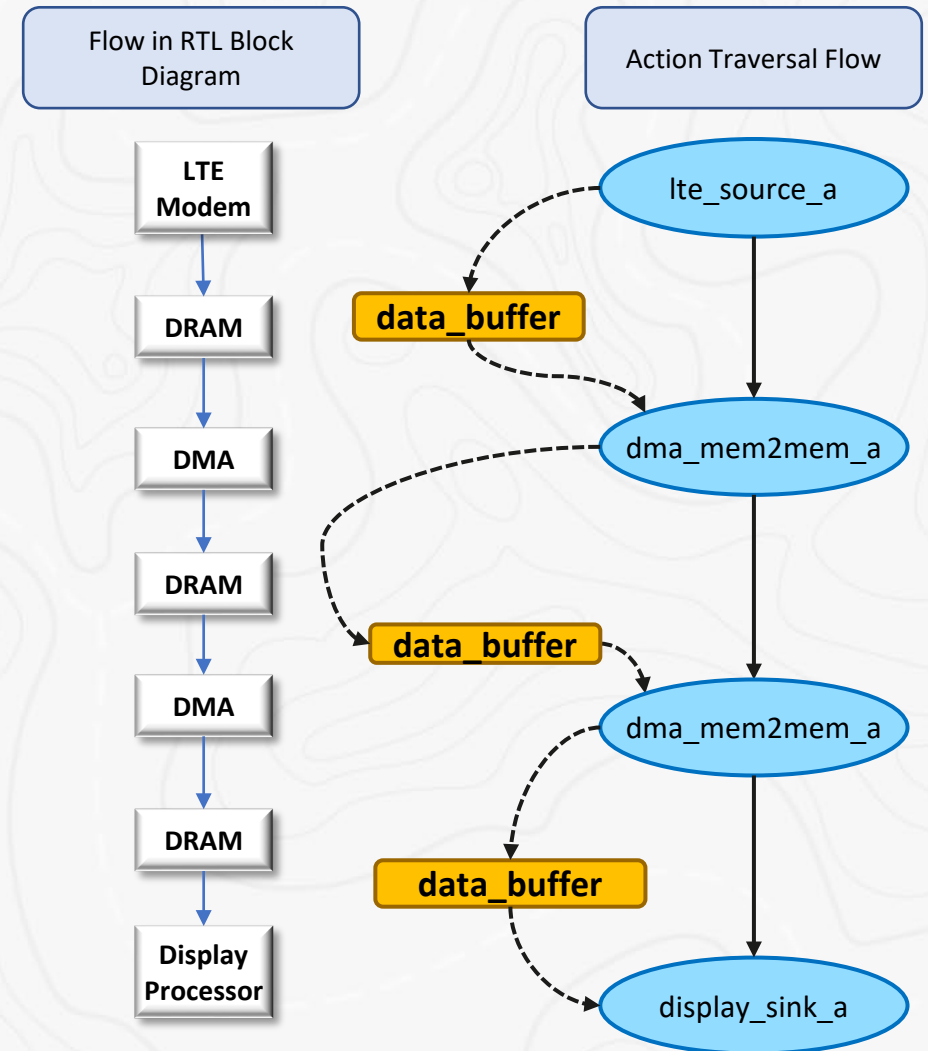 Flow in RTL Block
Diagram
Action Traversal Flow
LTE
Modem
DRAM
DMA
DRAM
DMA
DRAM
Display
Processor
lte_source_a
data_buffer
dma_mem2mem_a
data_buffer
dma_mem2mem_a
data_buffer
display_sink_a